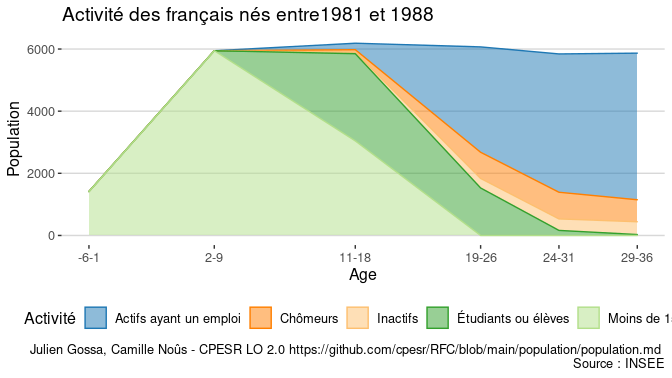 Activité des français nés entre1981 et 1988
Population
6000
4000
2000
0
-6-1 2-9 11-18 19-26 24-31 29-36
Age
Activité Actifs ayant un emploi Chômeurs Inactifs Étudiants ou élèves Moins de 1
Julien Gossa, Camille Noûs - CPESR LO 2.0 https://github.com/cpesr/RFC/blob/main/population/population.md
Source : INSEE